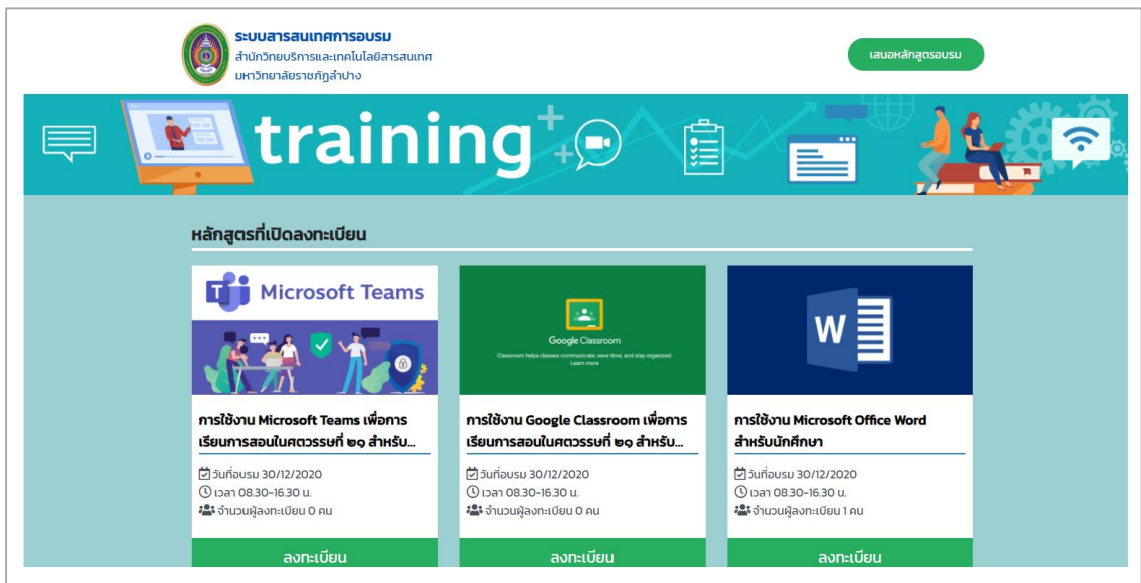 ระบบสารสนเทศการอบรม
สำนักวิทยบริการและเทคโนโลยีสารสนเทศ
มหาวิทยาลัยราชภัฏลำปาง
เสนอหลักสูตรอบรม
training
หลักสูตรที่เปิดลงทะเบียน
Microsoft Teams
การใช้งาน Microsoft Teams เพื่อการ
เรียนการสอนในศตวรรษที่ ๒๑ สำหรับ...
วันที่อบรม 30/12/2020
เวลา 08.30-16.30 น.
จำนวนผู้ลงทะเบียน 0 คน
ลงทะเบียน
Google Classroom
Classroom helps classes communicate, save time, and stay organized.
Learn more
การใช้งาน Google Classroom เพื่อการ
เรียนการสอนในศตวรรษที่ ๒๑ สำหรับ...
วันที่อบรม 30/12/2020
เวลา 08.30-16.30 น.
จำนวนผู้ลงทะเบียน 0 คน
ลงทะเบียน
W
การใช้งาน Microsoft Office Word
สำหรับนักศึกษา
วันที่อบรม 30/12/2020
เวลา 08.30-16.30 น.
จำนวนผู้ลงทะเบียน 1 คน
ลงทะเบียน